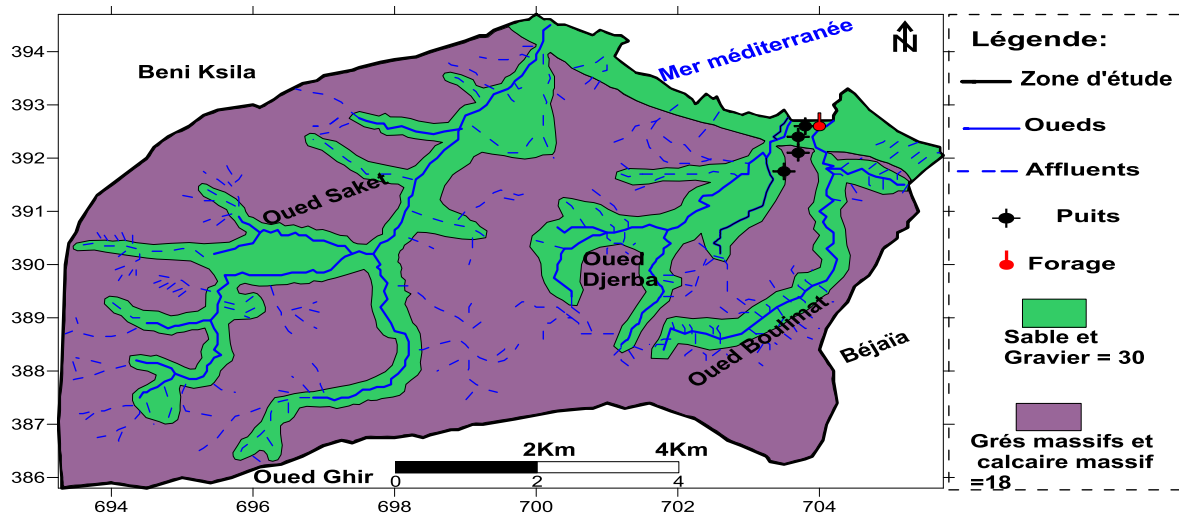 394
393
392
391
390
389
388
387
386
694
696
698
700
702
704
Beni Ksila
Mer méditerranée
N
Oued Saket
Oued
Djerba
Oued Boulimat
Béjaïa
Oued Ghir
2Km
4Km
0
2
4
Légende:
Zone d'étude
Oueds
Affluents
Puits
Forage
Sable et
Gravier = 30
Grés massifs et
calcaire massif
=18